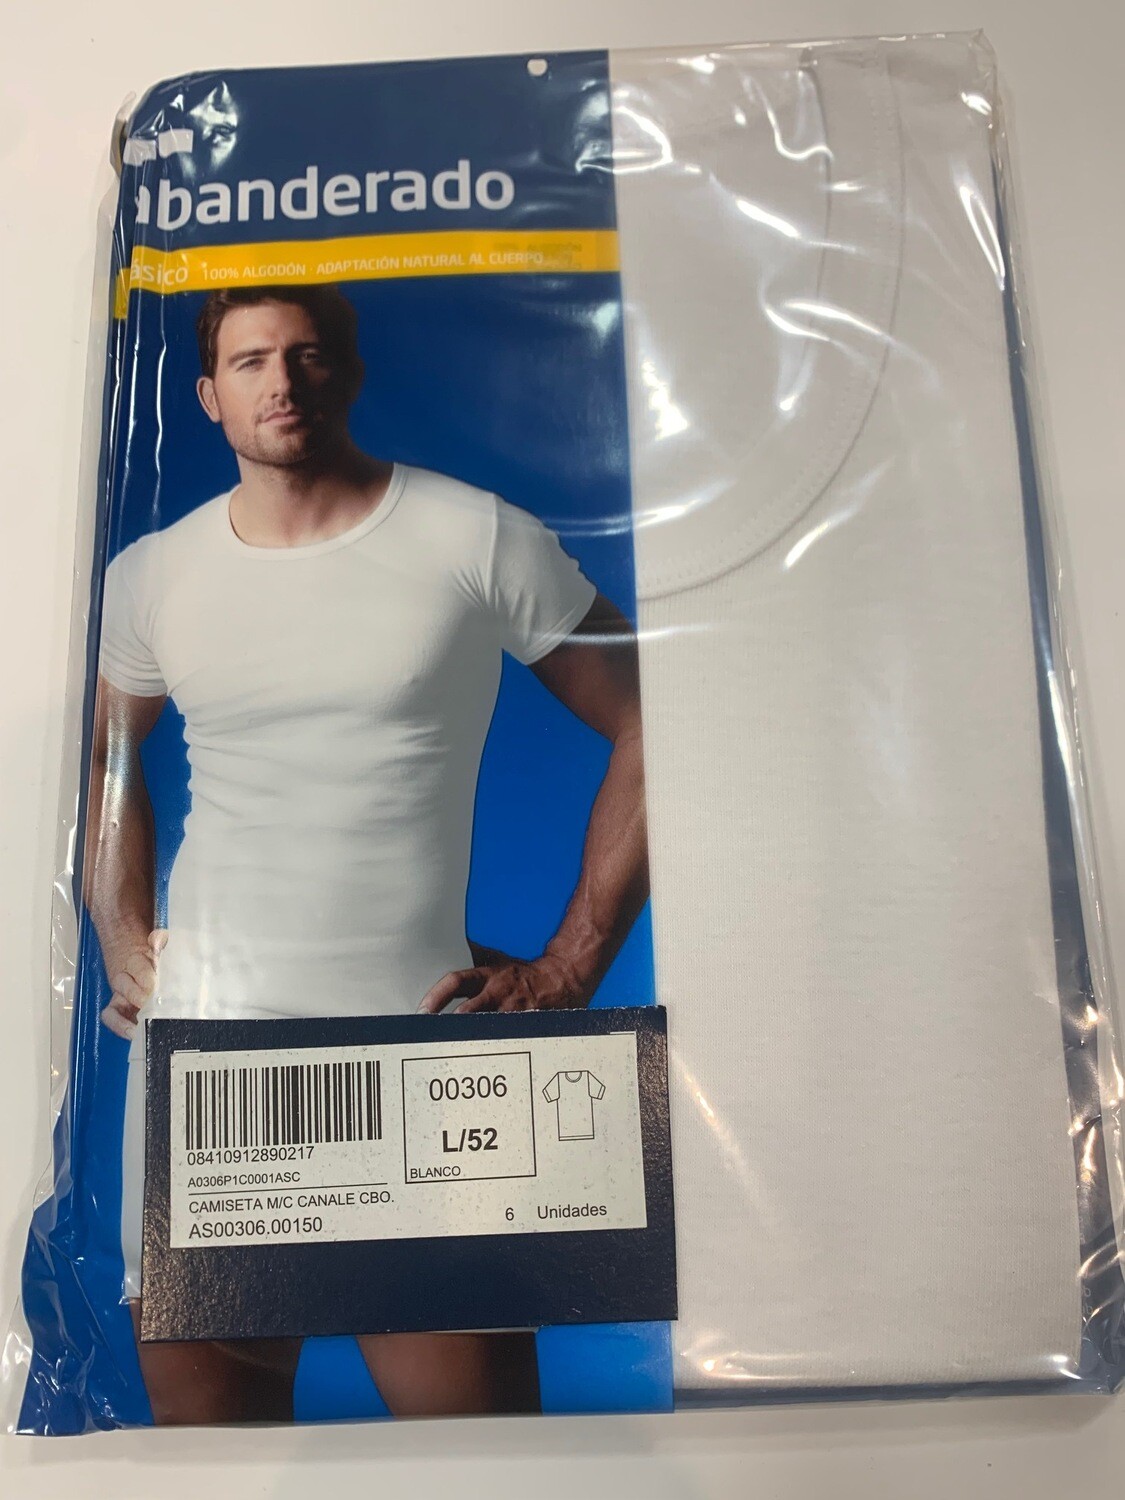 abanderado
ásico 100% ALGODÓN · ADAPTACIÓN NATURAL AL CUERPO
08410912890217
A0306P1C0001ASC
CAMISETA M/C CANALE CBO.
AS00306.00150
00306
L/52
BLANCO
6 Unidades